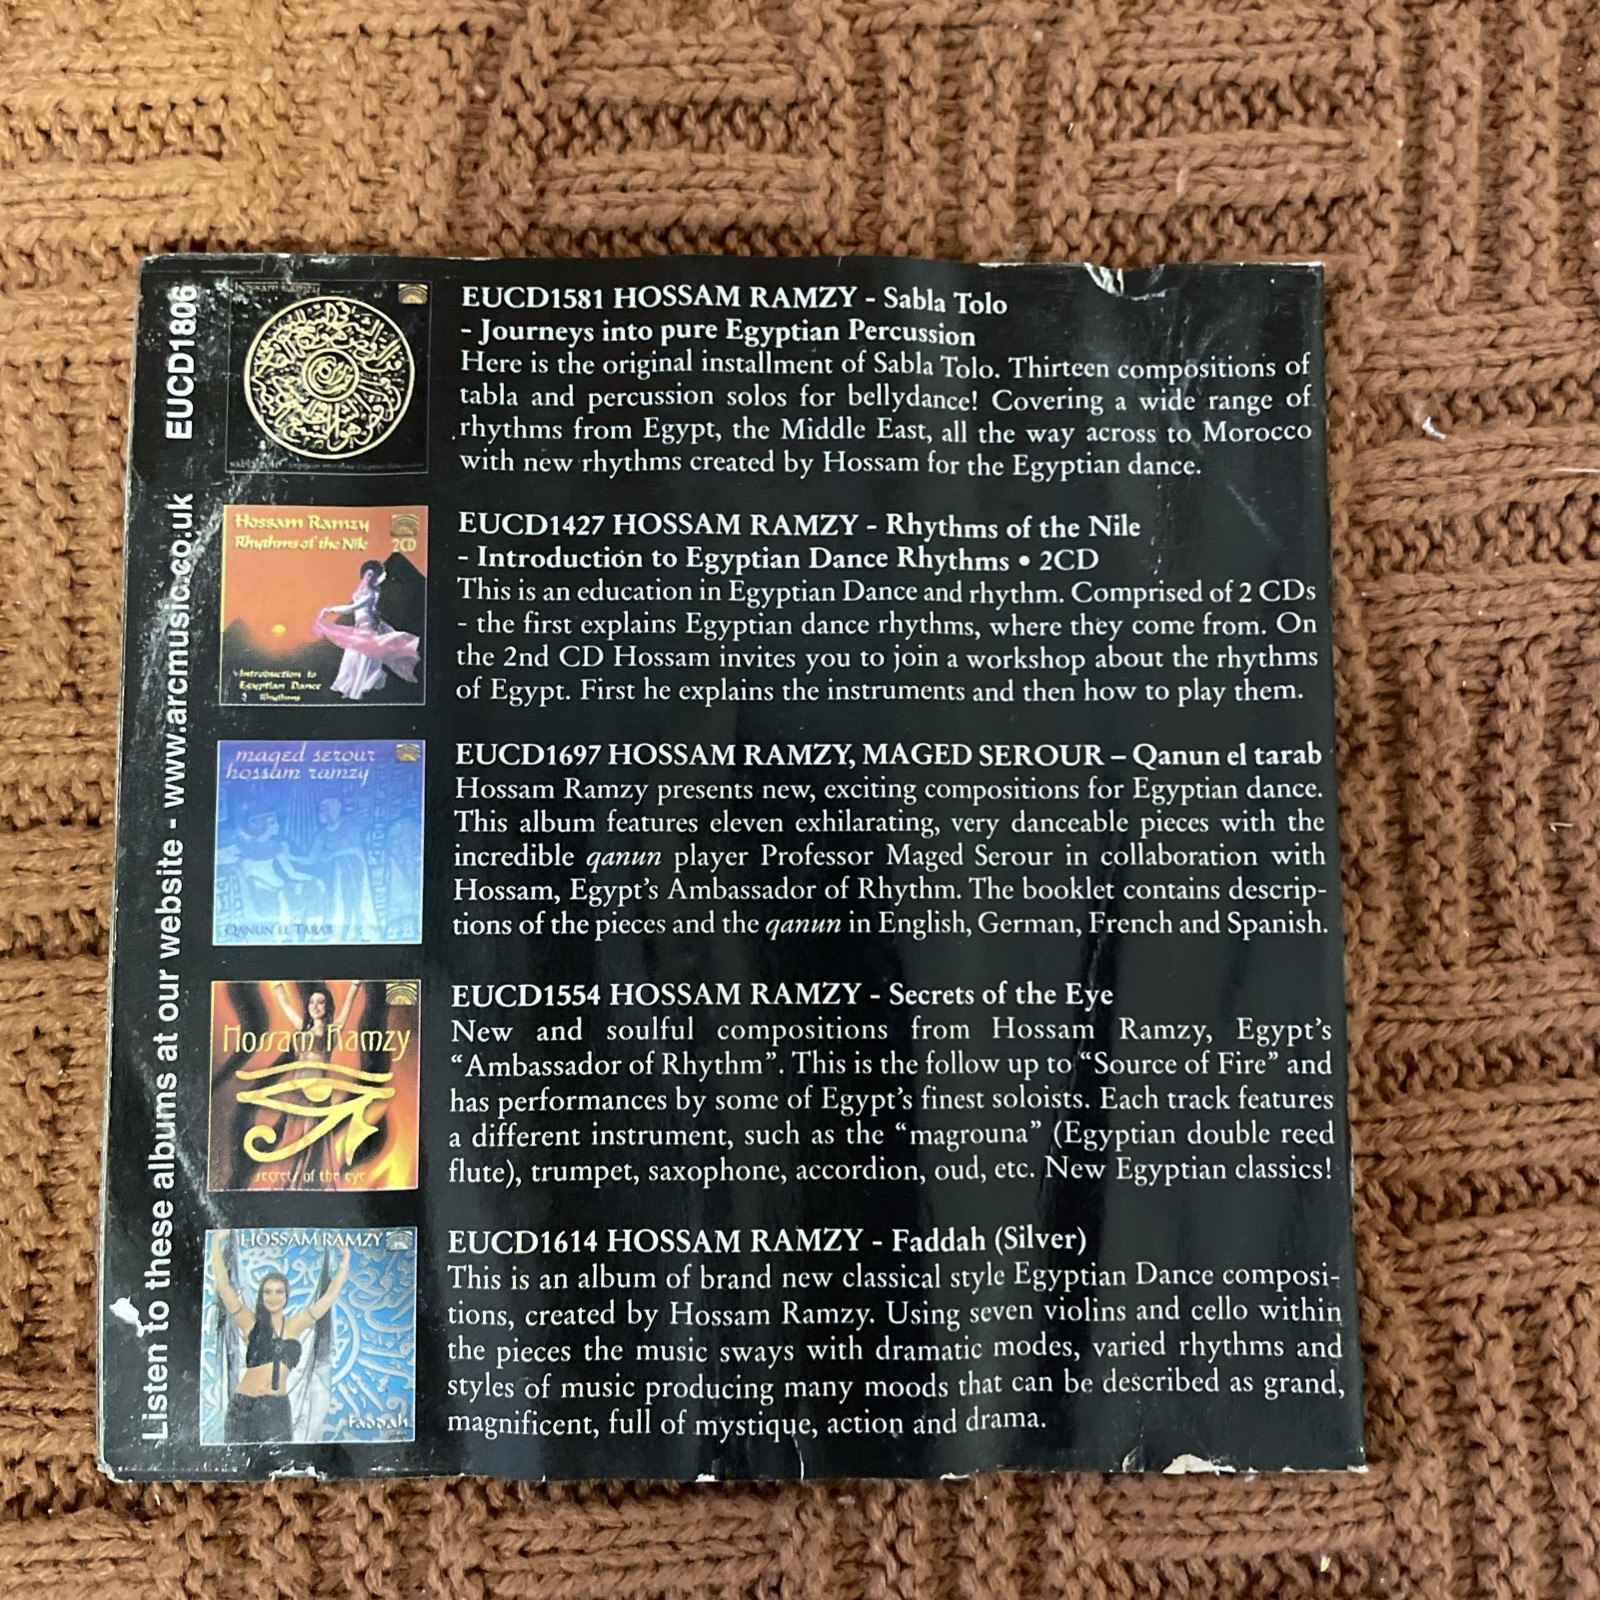 Listen to these albums at our website - www.arcmusic.co.uk EUCD1806
hossam ramzy
EUCD1581 HOSSAM RAMZY - Sabla Tolo
- Journeys into pure Egyptian Percussion
Here is the original installment of Sabla Tolo. Thirteen compositions of
tabla and percussion solos for bellydance! Covering a wide range of
rhythms from Egypt, the Middle East, all the way across to Morocco
with new rhythms created by Hossam for the Egyptian dance.
Hossam Ramzy
Rhythms of the Nile
2CD
Introduction to
Egyptian Dance
Rhythms
EUCD1427 HOSSAM RAMZY - Rhythms of the Nile
- Introduction to Egyptian Dance Rhythms • 2CD
This is an education in Egyptian Dance and rhythm. Comprised of 2 CDs
- the first explains Egyptian dance rhythms, where they come from. On
the 2nd CD Hossam invites you to join a workshop about the rhythms
of Egypt. First he explains the instruments and then how to play them.
maged serour
hossam ramzy
QANUN EL TARAB
EUCD1697 HOSSAM RAMZY, MAGED SEROUR – Qanun el tarab
Hossam Ramzy presents new, exciting compositions for Egyptian dance.
This album features eleven exhilarating, very danceable pieces with the
incredible qanun player Professor Maged Serour in collaboration with
Hossam, Egypt's Ambassador of Rhythm. The booklet contains descrip-
tions of the pieces and the qanun in English, German, French and Spanish.
Hossam Ramzy
secrets of the eye
EUCD1554 HOSSAM RAMZY - Secrets of the Eye
New and soulful compositions from Hossam Ramzy, Egypt's
“Ambassador of Rhythm”. This is the follow up to “Source of Fire” and
has performances by some of Egypt's finest soloists. Each track features
a different instrument, such as the “magrouna” (Egyptian double reed
flute), trumpet, saxophone, accordion, oud, etc. New Egyptian classics!
HOSSAM RAMZY
Faddah
EUCD1614 HOSSAM RAMZY - Faddah (Silver)
This is an album of brand new classical style Egyptian Dance composi-
tions, created by Hossam Ramzy. Using seven violins and cello within
the pieces the music sways with dramatic modes, varied rhythms and
styles of music producing many moods that can be described as grand,
magnificent, full of mystique, action and drama.